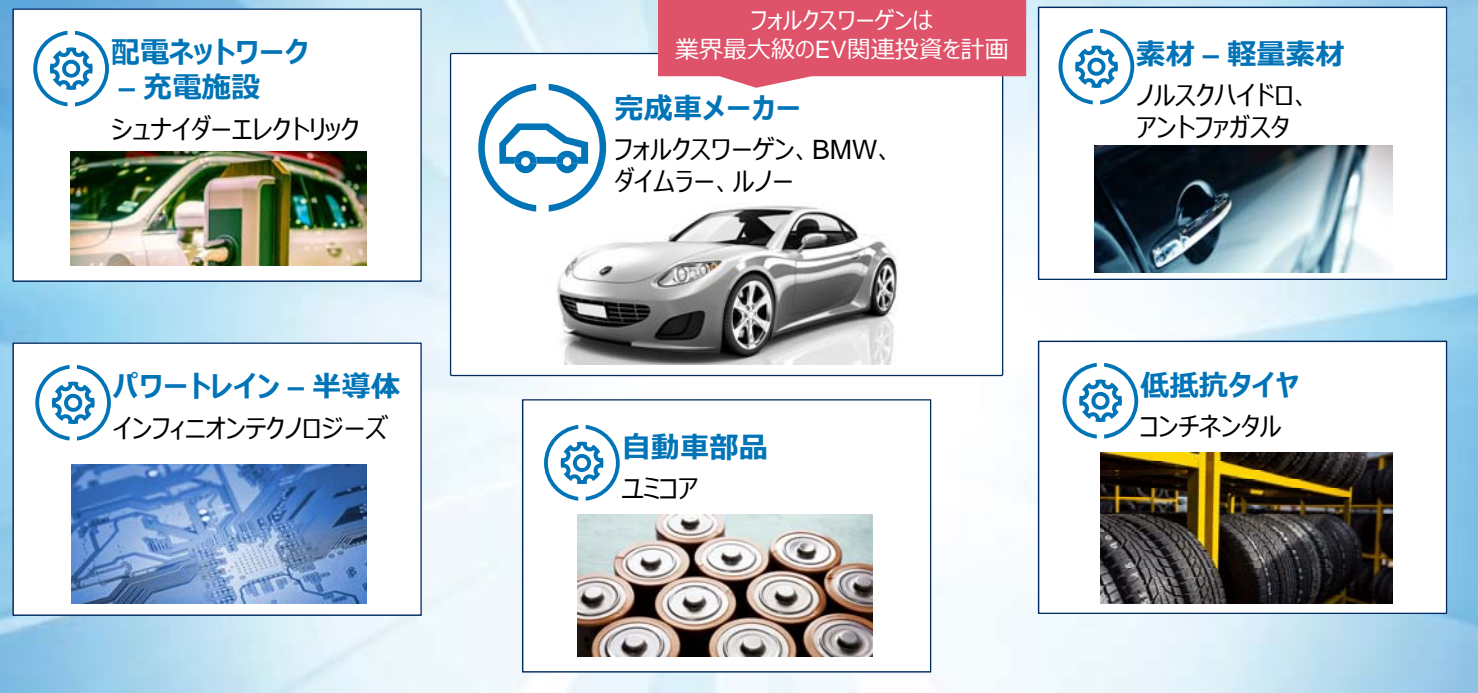 フォルクスワーゲンは
業界最大級のEV関連投資を計画
配電ネットワーク
– 充電施設
シュナイダーエレクトリック
完成車メーカー
フォルクスワーゲン、BMW、
ダイムラー、ルノー
素材 – 軽量素材
ノルスクハイドロ、
アントファガスタ
パワートレイン – 半導体
インフィニオンテクノロジーズ
自動車部品
ユミコア
低抵抗タイヤ
コンチネンタル